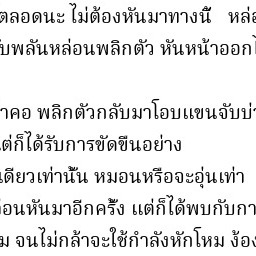 ตลอดนะ ไม่ต้องหันมาทางนี้ หล่อ
บพลันหล่อนพลิกตัว หันหน้าออกไ
าคอ พลิกตัวกลับมาโอบแขนจับบ่า
ต่ก็ได้รับการขัดขืนอย่าง
เดียวเท่านั้น หมอนหรือจะอุ่นเท่า
อนหันมาอีกครั้ง แต่ก็ได้พบกับกา
ม จนไม่กล้าจะใช้กำลังหักโหม ง้อง